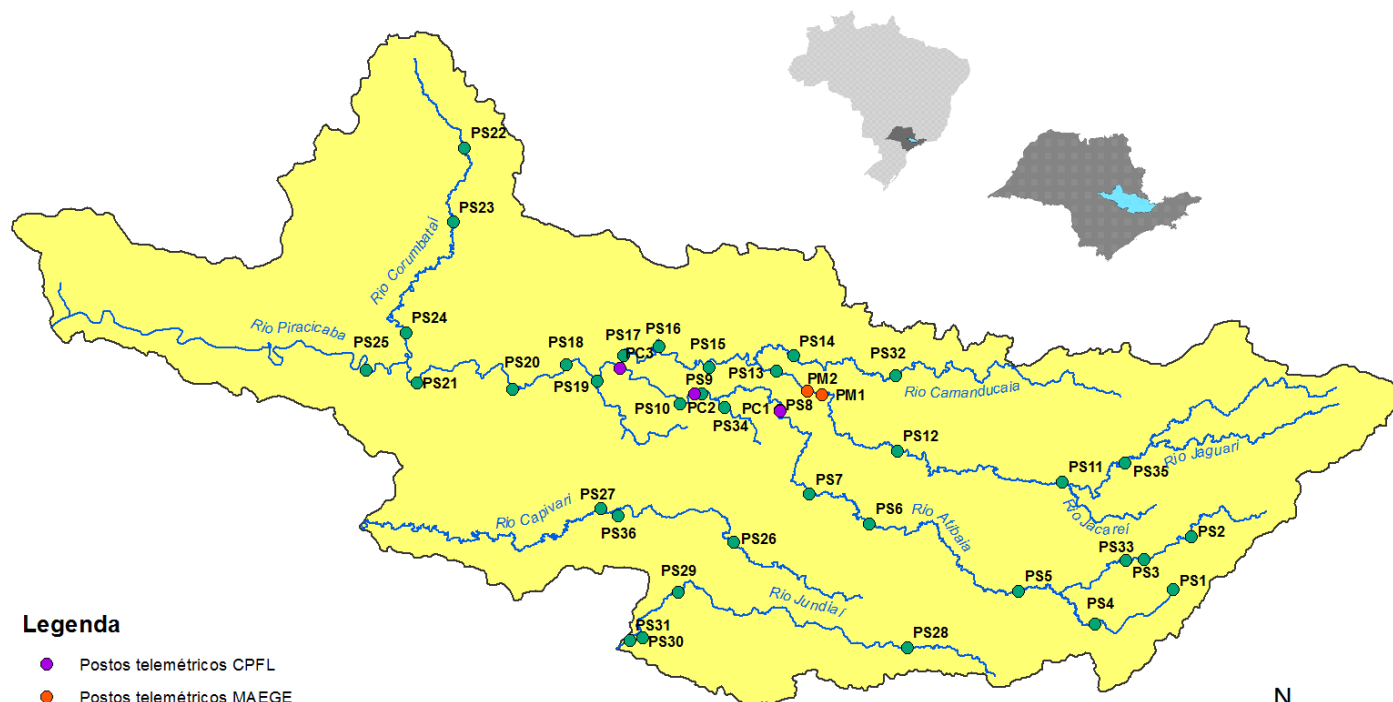 PS22
PS23
Rio Corumbataí
PS24
Rio Piracicaba
PS25
PS21
PS20
PS18
PS19
PS17
PC3
PS16
PS15
PS14
PS13
PS32
Rio Camanducaia
PM2
PM1
PS9
PS10
PC2
PS34
PC1
PS8
PS12
PS11
PS35
Rio Jaguari
Rio Jacareí
PS7
PS6
Rio Atibaia
PS27
Rio Capivari
PS36
PS26
PS2
PS33
PS3
PS1
PS5
PS4
PS29
Rio Jundiaí
PS31
PS30
PS28
Legenda
Postos telemétricos CPFL
Postos telemétricos MAEGE
N